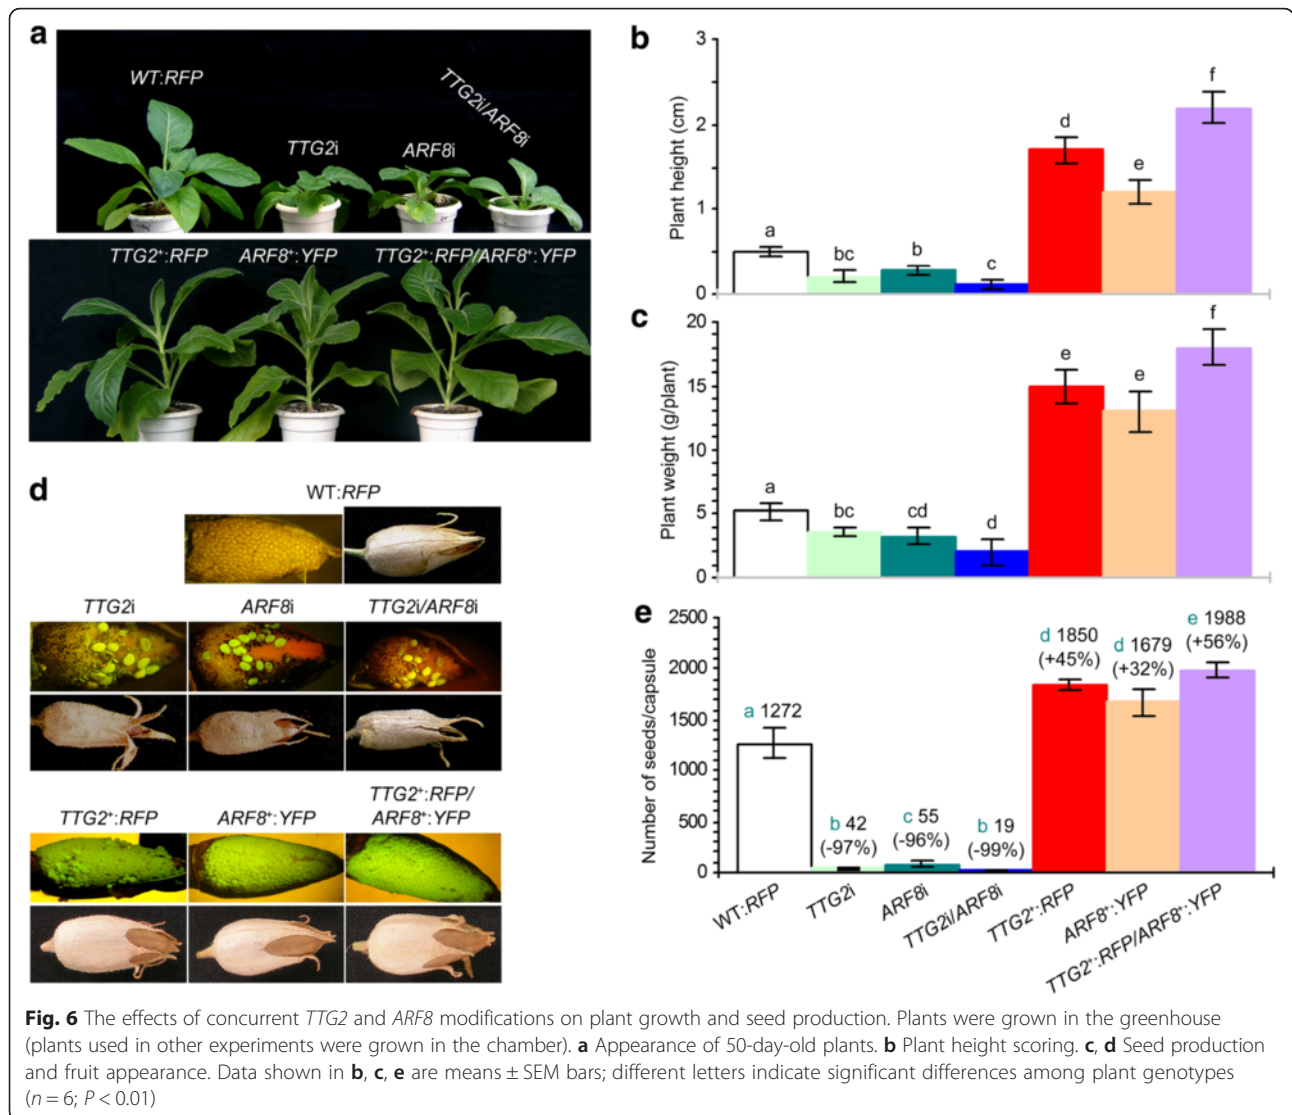 a
WT:RFP
TTG2i
ARF8i
TTG2i/ARF8i
TTG2⁺:RFP
ARF8⁺:YFP
TTG2⁺:RFP/ARF8⁺:YFP
b
Plant height (cm)
3
2
1
0
a
bc
b
c
d
e
f
c
Plant weight (g/plant)
20
15
10
5
0
a
bc
cd
d
e
e
f
d
WT:RFP
TTG2i
ARF8i
TTG2i/ARF8i
TTG2⁺:RFP
ARF8⁺:YFP
TTG2⁺:RFP/
ARF8⁺:YFP
e
Number of seeds/capsule
2500
2000
1500
1000
500
0
a 1272
b 42
(-97%)
c 55
(-96%)
b 19
(-99%)
d 1850
(+45%)
d 1679
(+32%)
e 1988
(+56%)
WT:RFP
TTG2i
ARF8i
TTG2i/ARF8i
TTG2⁺:RFP
ARF8⁺:YFP
TTG2⁺:RFP/ARF8⁺:YFP
Fig. 6 The effects of concurrent TTG2 and ARF8 modifications on plant growth and seed production. Plants were grown in the greenhouse
(plants used in other experiments were grown in the chamber). a Appearance of 50-day-old plants. b Plant height scoring. c, d Seed production
and fruit appearance. Data shown in b, c, e are means ± SEM bars; different letters indicate significant differences among plant genotypes
(n = 6; P < 0.01)